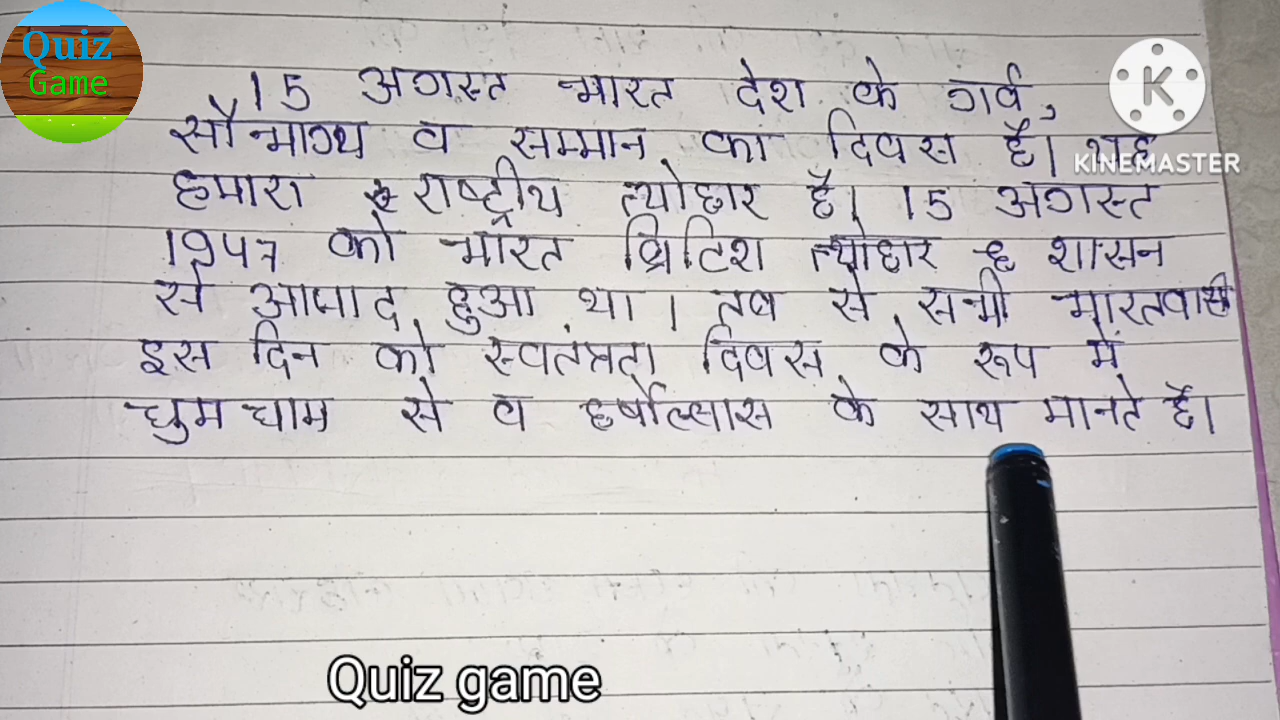 Quiz
Game
15 अगस्त भारत देश के गर्व,
सौभाग्य व सम्मान का दिवस है। यह
KINEMASTER
हमारा राष्ट्रीय त्योहार है। 15 अगस्त
1947 को भारत ब्रिटिश त्योहार शासन
से आजाद हुआ था। तब से सभी भारतवासी
इस दिन को स्वतंत्रता दिवस के रूप में
धुमधाम से व हर्षोल्लास के साथ मानते है।
Quiz game